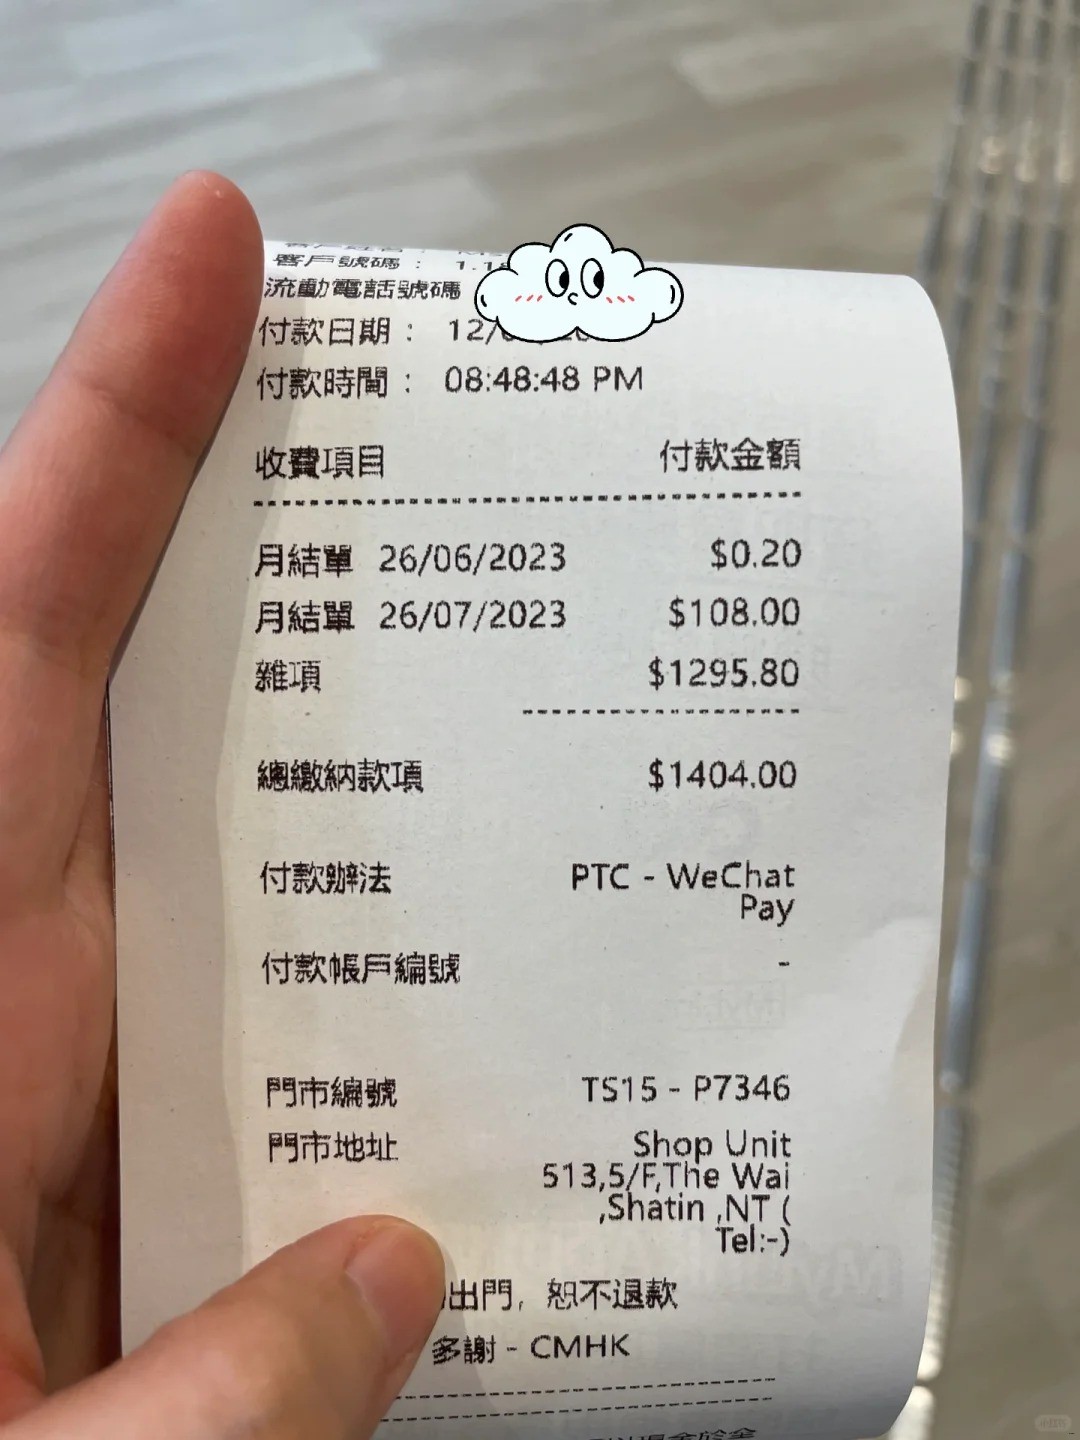 客戶號碼 : 1.1
流動電話號碼
付款日期 : 12/
付款時間 : 08:48:48 PM
收費項目 付款金額
月結單 26/06/2023 $0.20
月結單 26/07/2023 $108.00
雜項 $1295.80
總繳納款項 $1404.00
付款辦法 PTC - WeChat
Pay
付款帳戶編號 -
門市編號 TS15 - P7346
門市地址 Shop Unit
513,5/F,The Wai
,Shatin ,NT (
Tel:-)
出門, 恕不退款
多謝 - CMHK